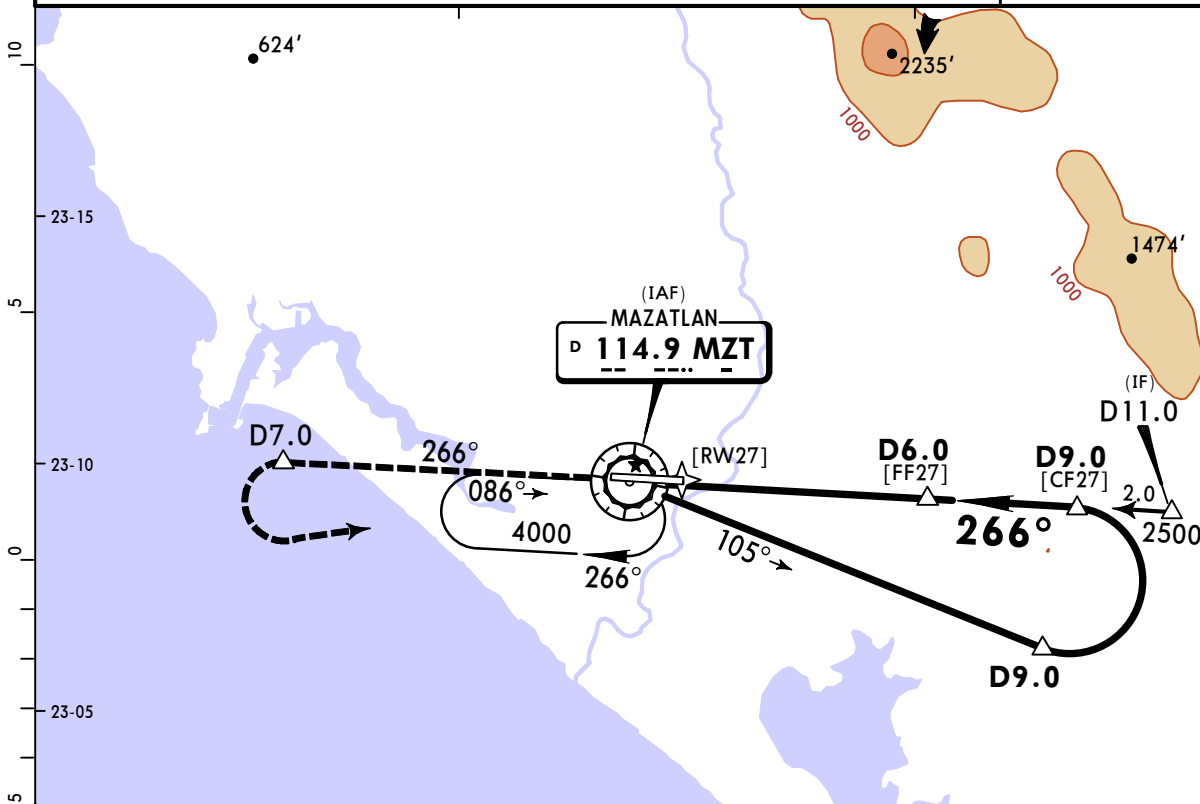 10
624'
2235'
1000
23-15
1474'
1000
5
(IAF)
MAZATLAN
D 114.9 MZT
(IF)
D11.0
D7.0
266°
[RW27]
D6.0
[FF27]
D9.0
[CF27]
23-10
086°
2.0
4000
266°
2500
105°
0
266°
D9.0
23-05
5